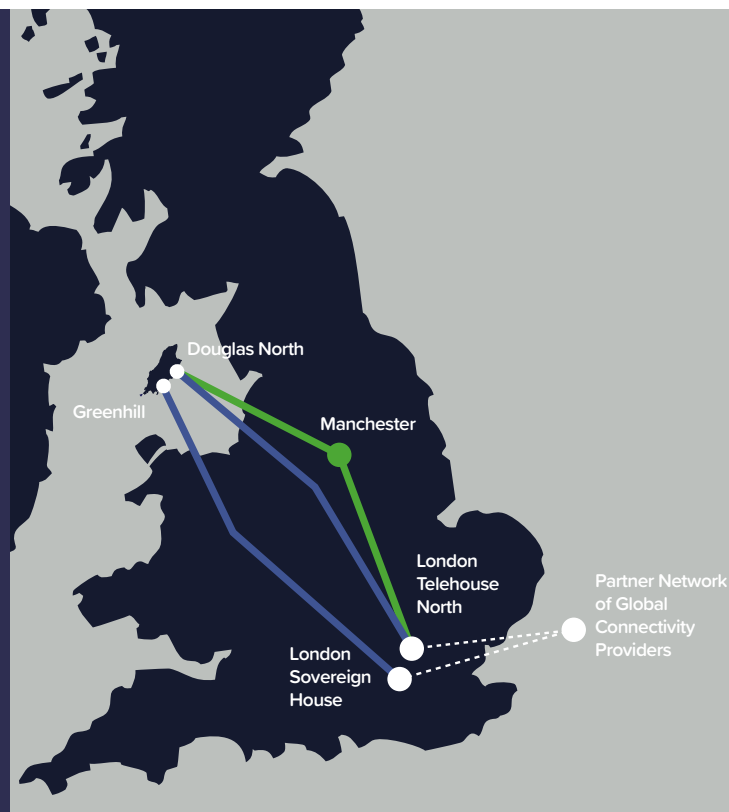 Douglas North
Greenhill
Manchester
London
Telehouse
North
Partner Network
of Global
Connectivity
Providers
London
Sovereign
House